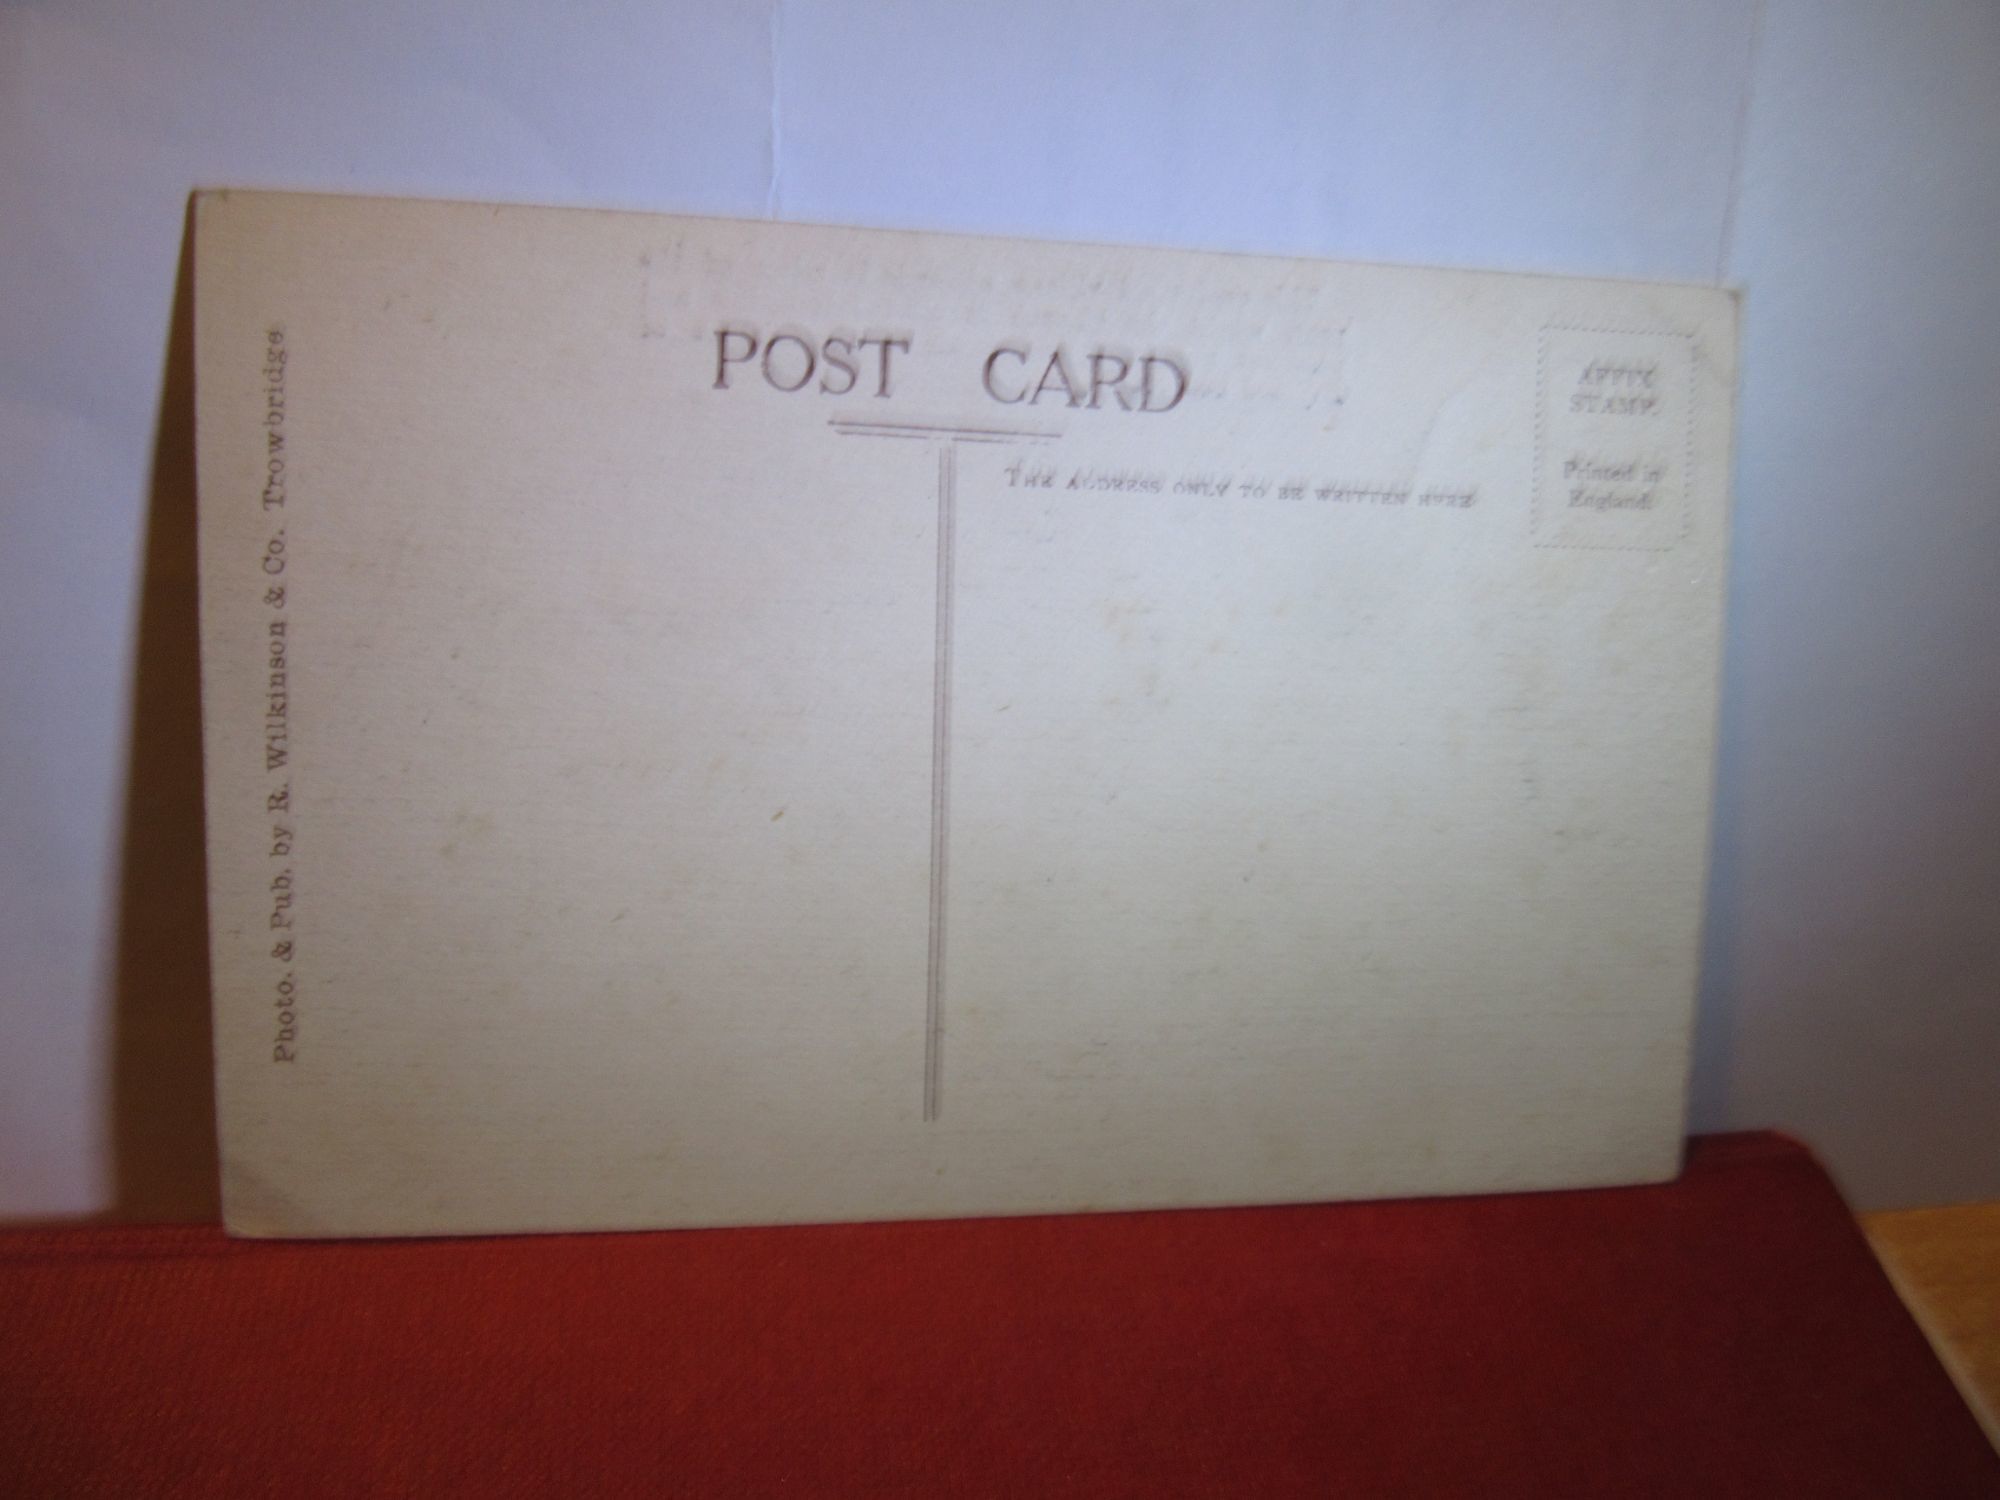 POST CARD
THE ADDRESS ONLY TO BE WRITTEN HERE
AFFIX
STAMP.
Printed in
England.
Photo. & Pub. by R. Wilkinson & Co. Trowbridge